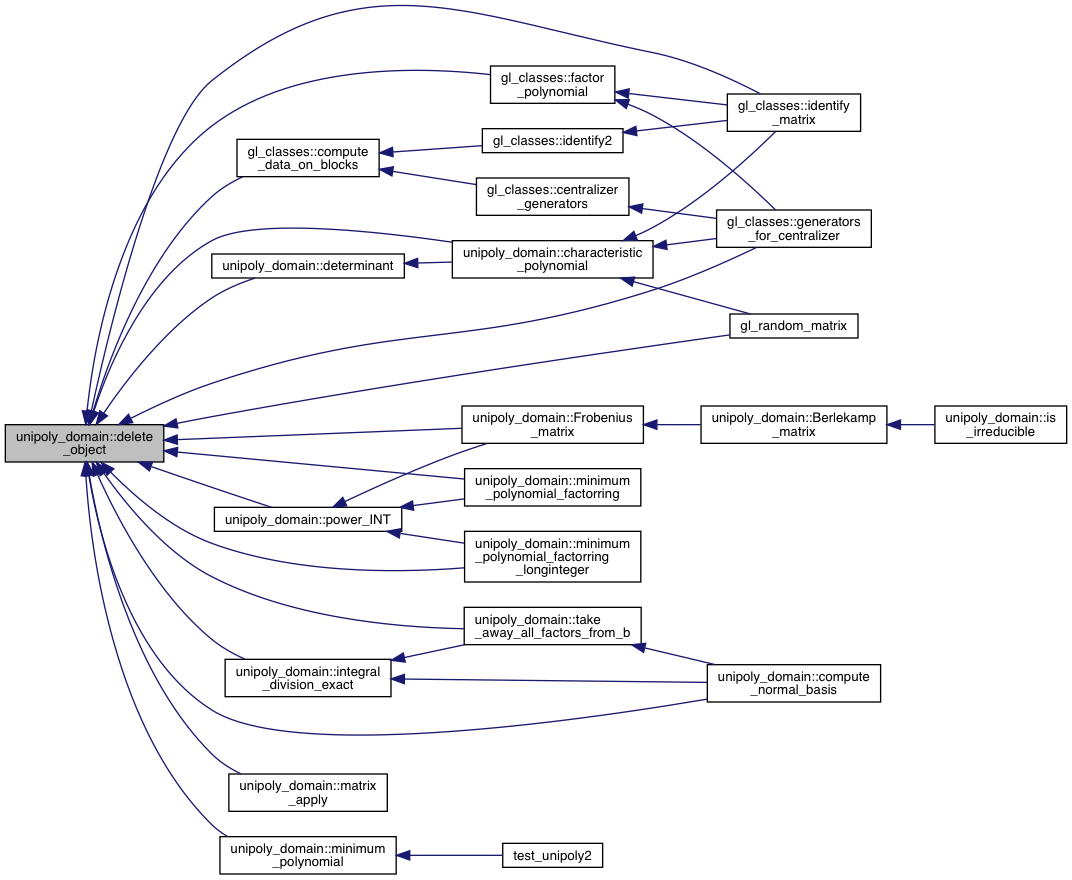 gl_classes::factor
_polynomial
gl_classes::identify
_matrix
gl_classes::identify2
gl_classes::compute
_data_on_blocks
gl_classes::centralizer
_generators
gl_classes::generators
_for_centralizer
unipoly_domain::characteristic
_polynomial
unipoly_domain::determinant
gl_random_matrix
unipoly_domain::delete
_object
unipoly_domain::Frobenius
_matrix
unipoly_domain::Berlekamp
_matrix
unipoly_domain::is
_irreducible
unipoly_domain::minimum
_polynomial_factorring
unipoly_domain::power_INT
unipoly_domain::minimum
_polynomial_factorring
_longinteger
unipoly_domain::take
_away_all_factors_from_b
unipoly_domain::integral
_division_exact
unipoly_domain::compute
_normal_basis
unipoly_domain::matrix
_apply
unipoly_domain::minimum
_polynomial
test_unipoly2